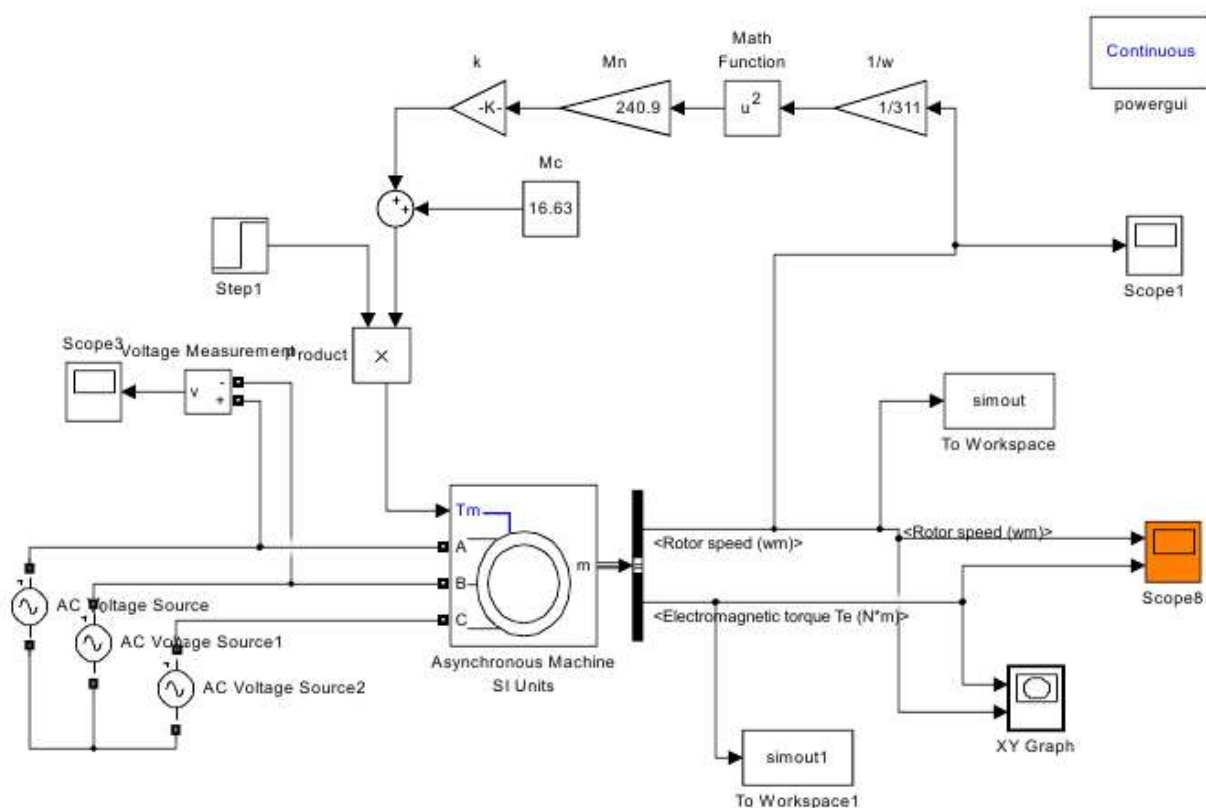 Math
Function
k
Mn
1/w
Continuous
powergui
-K-
240.9
u2
1/311
Mc
16.63
Step1
Scope1
Scope3
Voltage Measurement
Product
×
v
-
+
simout
To Workspace
Tm
A
B
C
m
<Rotor speed (wm)>
<Rotor speed (wm)>
Scope8
<Electromagnetic torque Te (N*m)>
AC Voltage Source
AC Voltage Source1
AC Voltage Source2
Asynchronous Machine
SI Units
XY Graph
simout1
To Workspace1